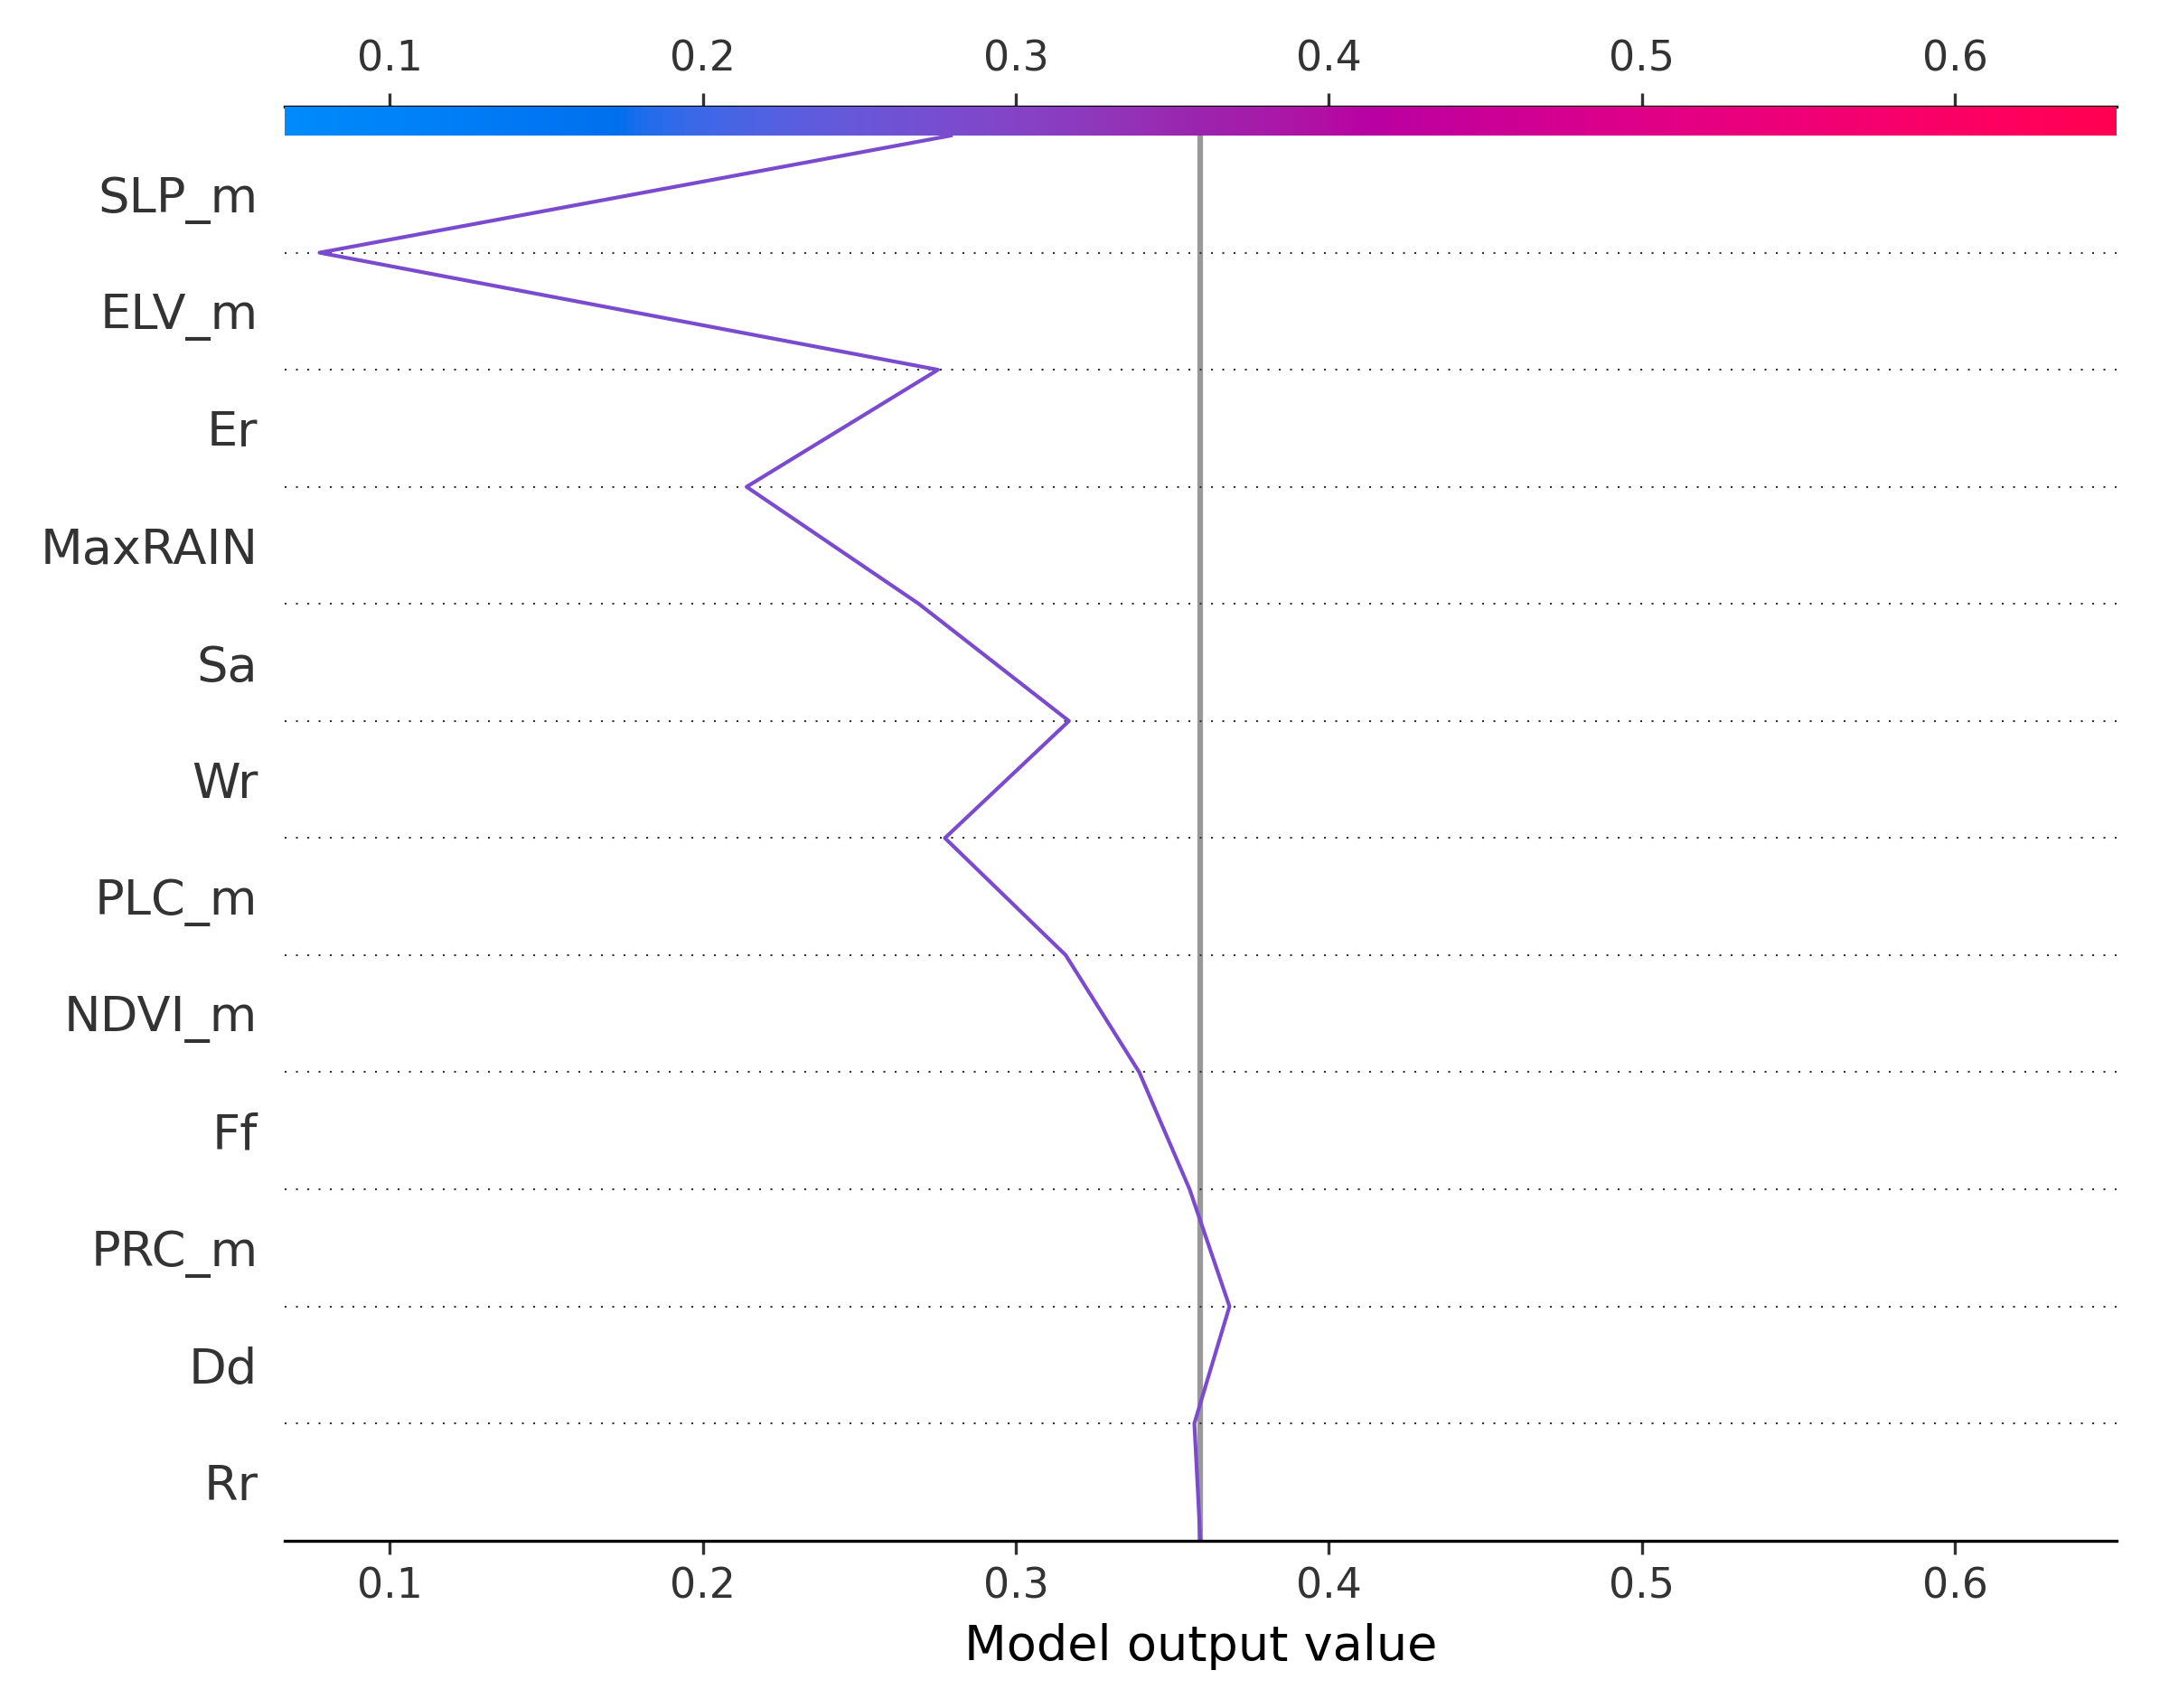 0.1 0.2 0.3 0.4 0.5 0.6
SLP_m
ELV_m
Er
MaxRAIN
Sa
Wr
PLC_m
NDVI_m
Ff
PRC_m
Dd
Rr
0.1 0.2 0.3 0.4 0.5 0.6
Model output value